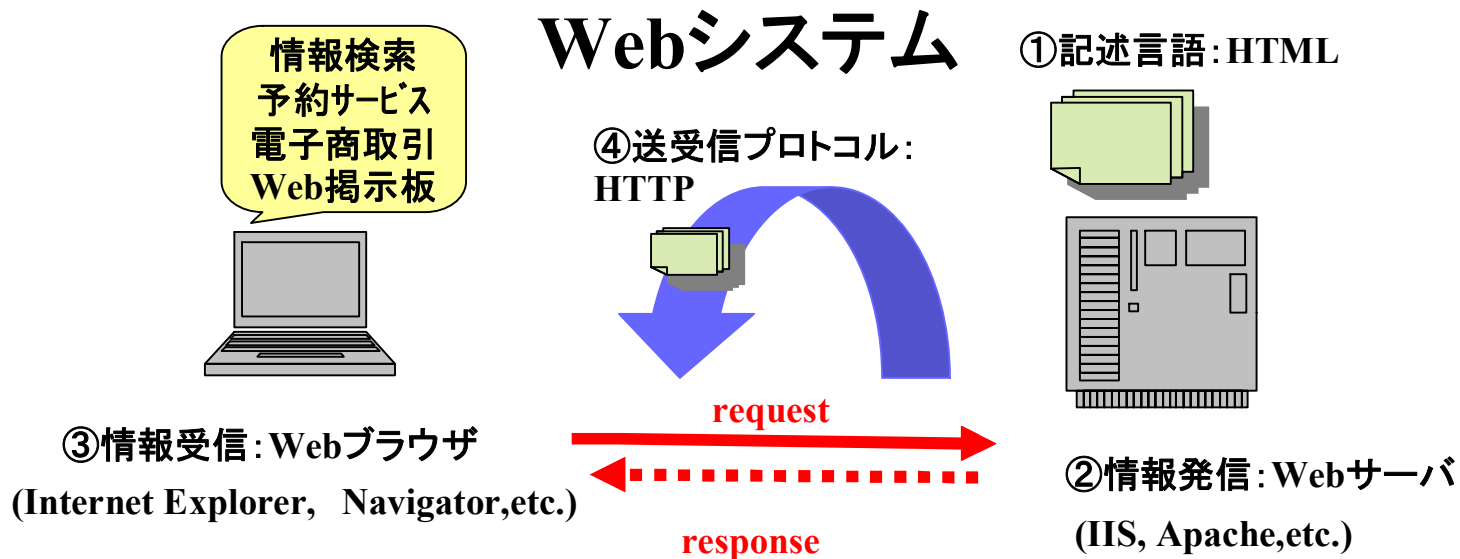 Webシステム
情報検索
予約サービス
電子商取引
Web掲示板
①記述言語：HTML
④送受信プロトコル：
HTTP
request
③情報受信：Webブラウザ
(Internet Explorer,　Navigator,etc.)
②情報発信：Webサーバ
(IIS, Apache,etc.)
response